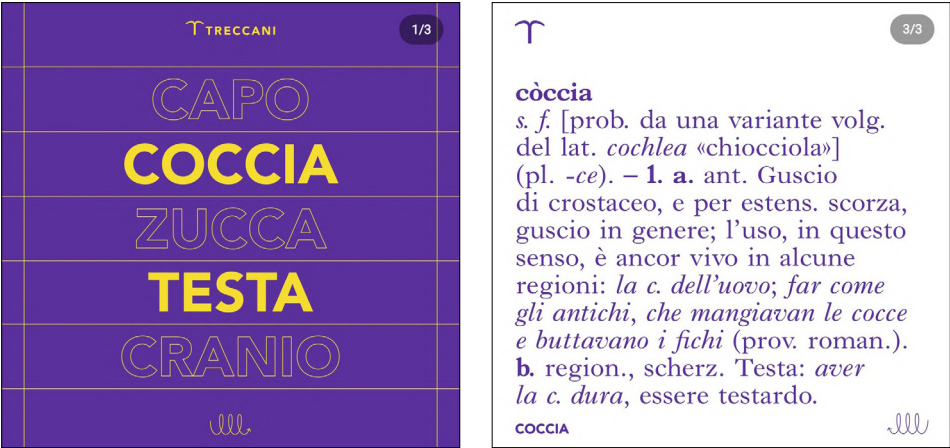 TRECCANI
1/3
CAPO
COCCIA
ZUCCA
TESTA
CRANIO
3/3
còccia
s. f. [prob. da una variante volg.
del lat. cochlea «chiocciola»]
(pl. -ce). – 1. a. ant. Guscio
di crostaceo, e per estens. scorza,
guscio in genere; l’uso, in questo
senso, è ancor vivo in alcune
regioni: la c. dell’uovo; far come
gli antichi, che mangiavan le cocce
e buttavano i fichi (prov. roman.).
b. region., scherz. Testa: aver
la c. dura, essere testardo.
COCCIA